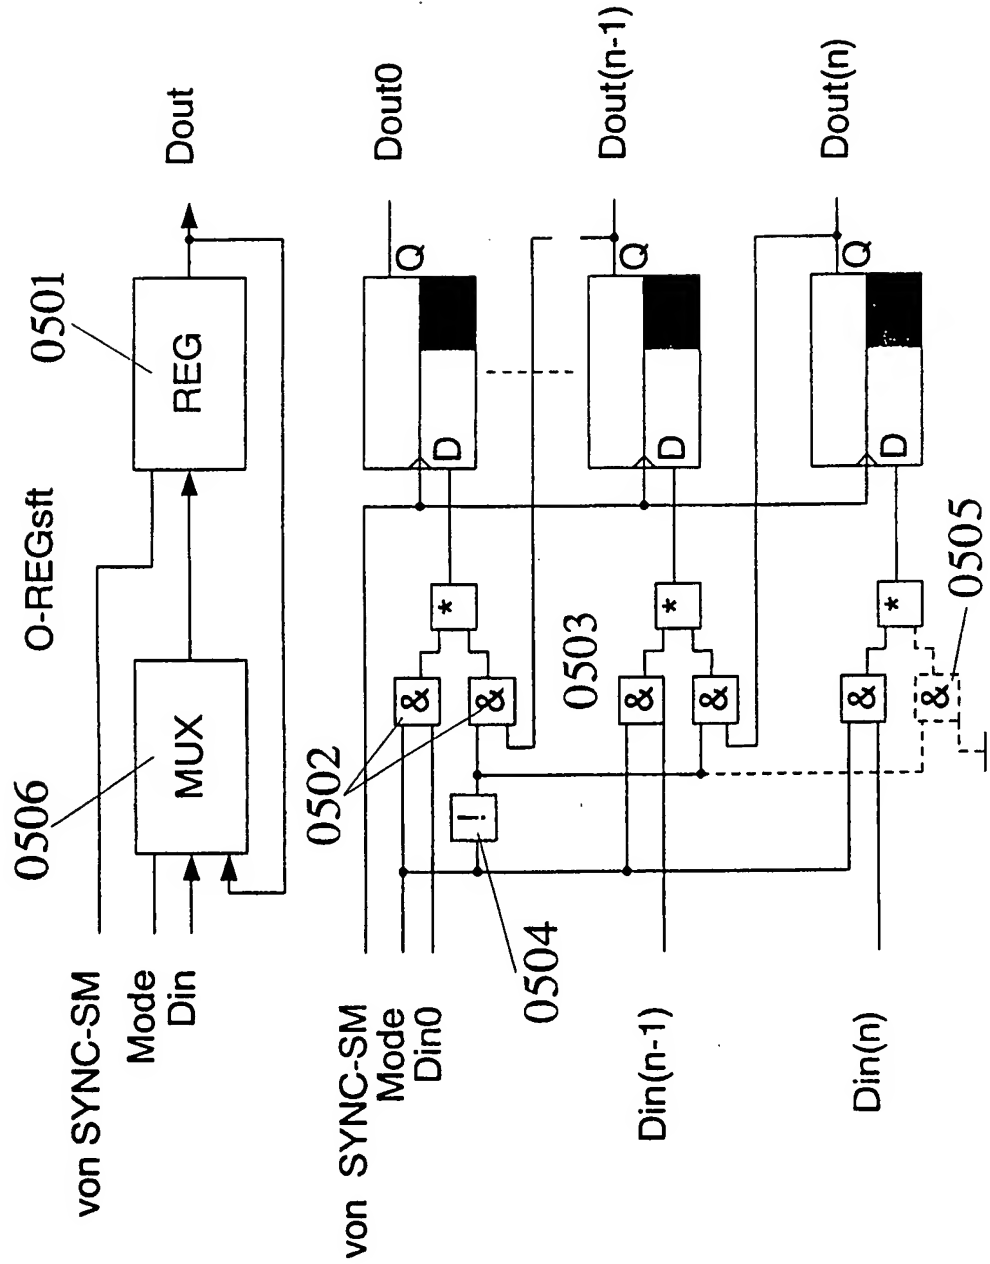 O-REGsft
0506
0501
von SYNC-SM
Mode
Din
MUX
REG
Dout
von SYNC-SM
Mode
Din0
0502
&
&
*
D
Q
Dout0
!
0504
0503
Din(n-1)
&
&
*
D
Q
Dout(n-1)
Din(n)
&
&
*
D
Q
Dout(n)
0505